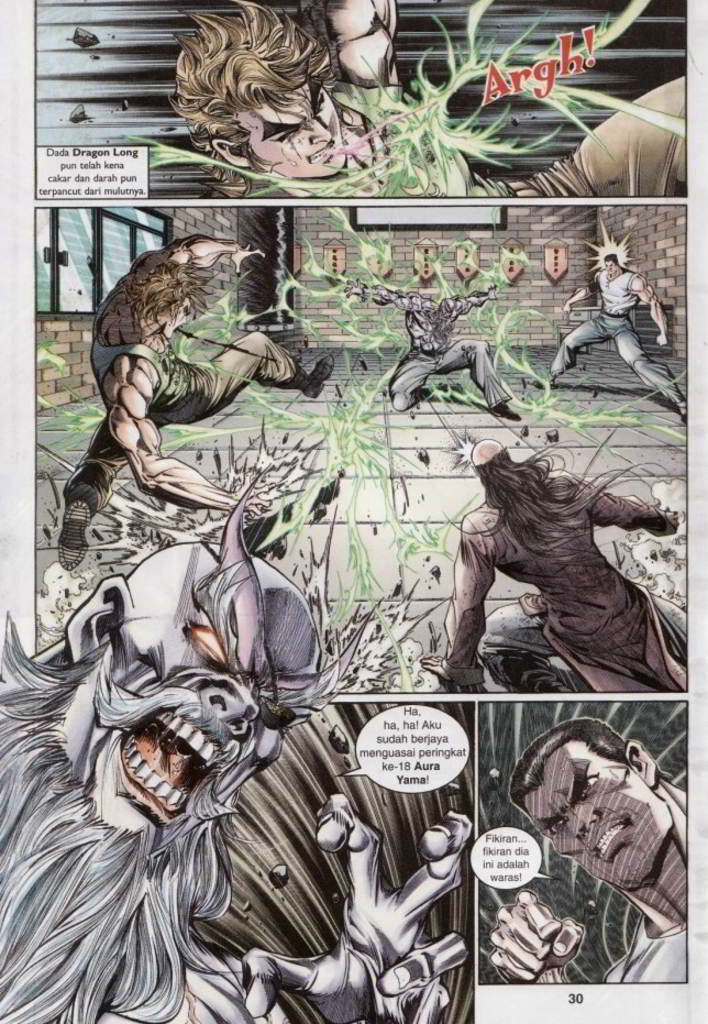 Argh!
Dada Dragon Long
pun telah kena
cakar dan darah pun
terpancut dari mulutnya.
Ha,
ha, ha! Aku
sudah berjaya
menguasai peringkat
ke-18 Aura
Yama!
Fikiran...
fikiran dia
ini adalah
waras!
30